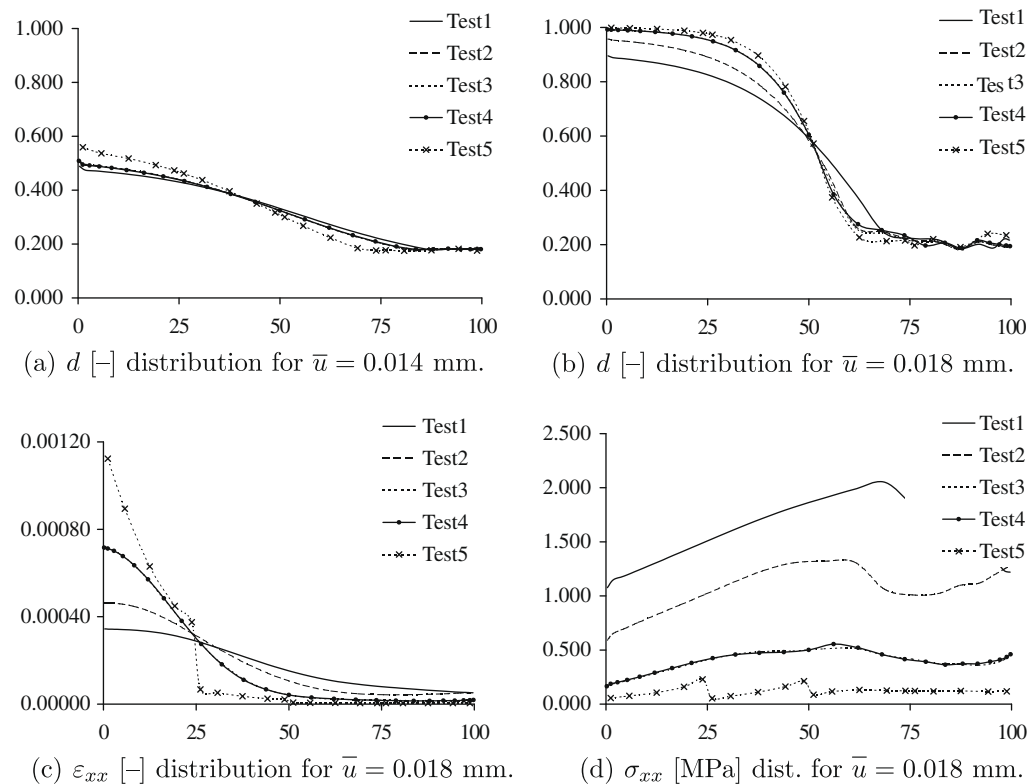 1.000
0.800
0.600
0.400
0.200
0.000
0 25 50 75 100
Test1
Test2
Test3
Test4
Test5
(a) d [–] distribution for u̅ = 0.014 mm.
1.000
0.800
0.600
0.400
0.200
0.000
0 25 50 75 100
Test1
Test2
Tes t3
Test4
Test5
(b) d [–] distribution for u̅ = 0.018 mm.
0.00120
0.00080
0.00040
0.00000
0 25 50 75 100
Test1
Test2
Test3
Test4
Test5
(c) εxx [–] distribution for u̅ = 0.018 mm.
2.500
2.000
1.500
1.000
0.500
0.000
0 25 50 75 100
Test1
Test2
Test3
Test4
Test5
(d) σxx [MPa] dist. for u̅ = 0.018 mm.